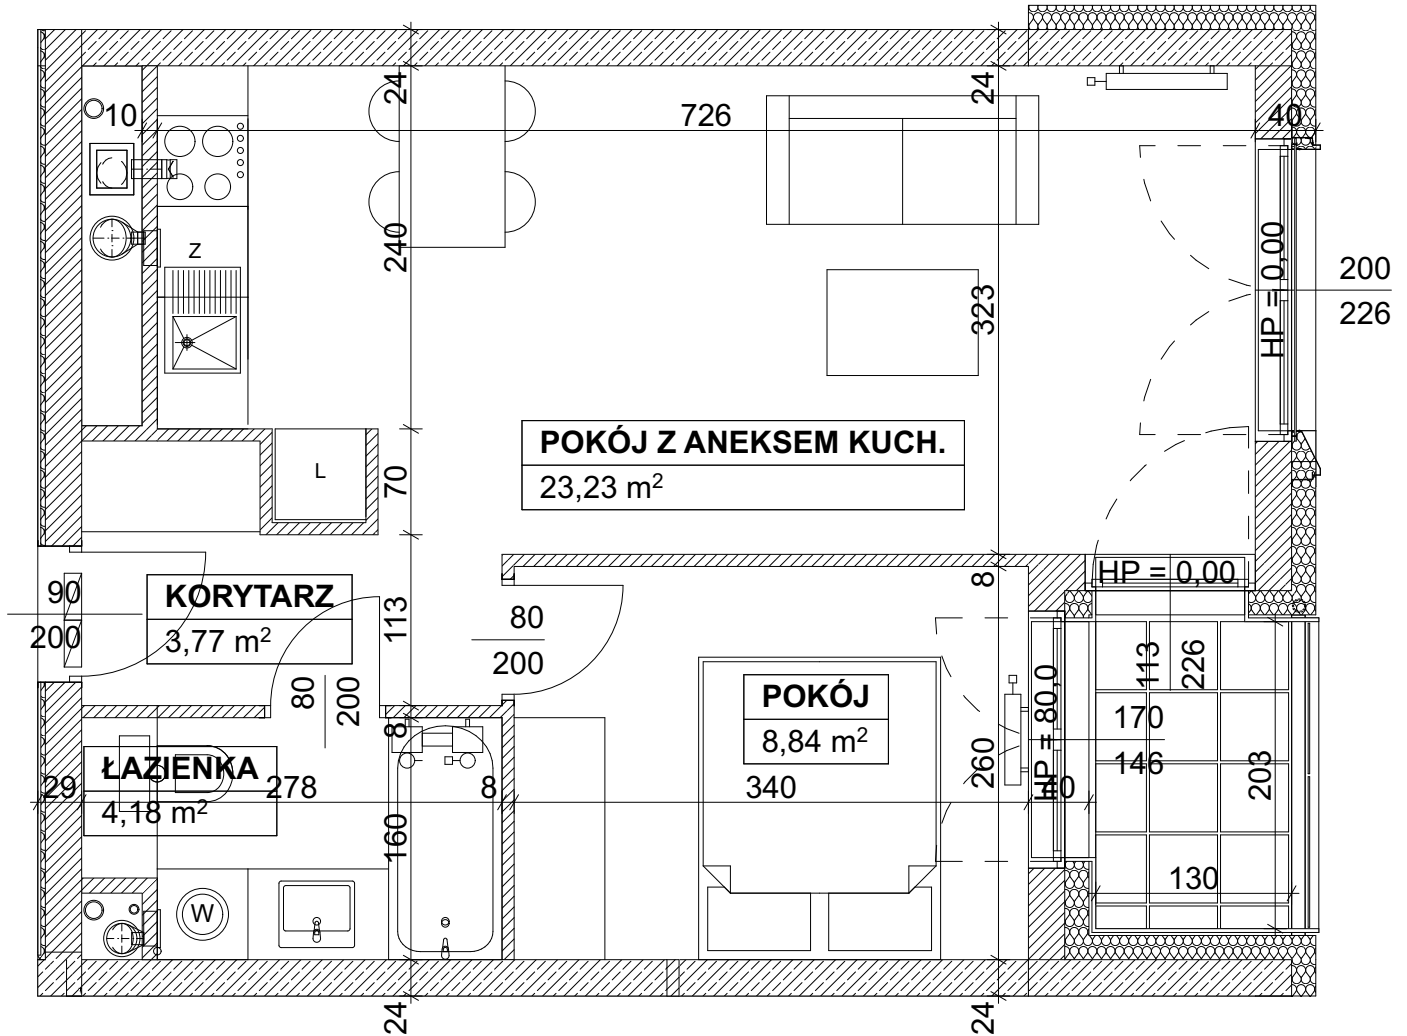 24
24
10
726
40
Z
240
323
HP = 0,00
200
226
L
70
POKÓJ Z ANEKSEM KUCH.
23,23 m²
90
200
KORYTARZ
3,77 m²
113
80
200
8
HP = 0,00
80
200
8
113
226
POKÓJ
8,84 m²
HP = 80,0
170
146
203
260
ŁAZIENKA
4,18 m²
29
278
8
340
40
160
W
130
24
24